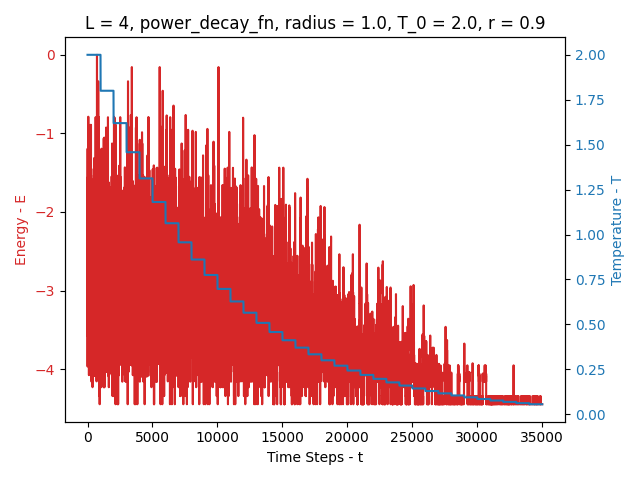 L = 4, power_decay_fn, radius = 1.0, T_0 = 2.0, r = 0.9
Energy - E
0
−1
−2
−3
−4
2.00
1.75
1.50
1.25
1.00
0.75
0.50
0.25
0.00
Temperature - T
0 5000 10000 15000 20000 25000 30000 35000
Time Steps - t